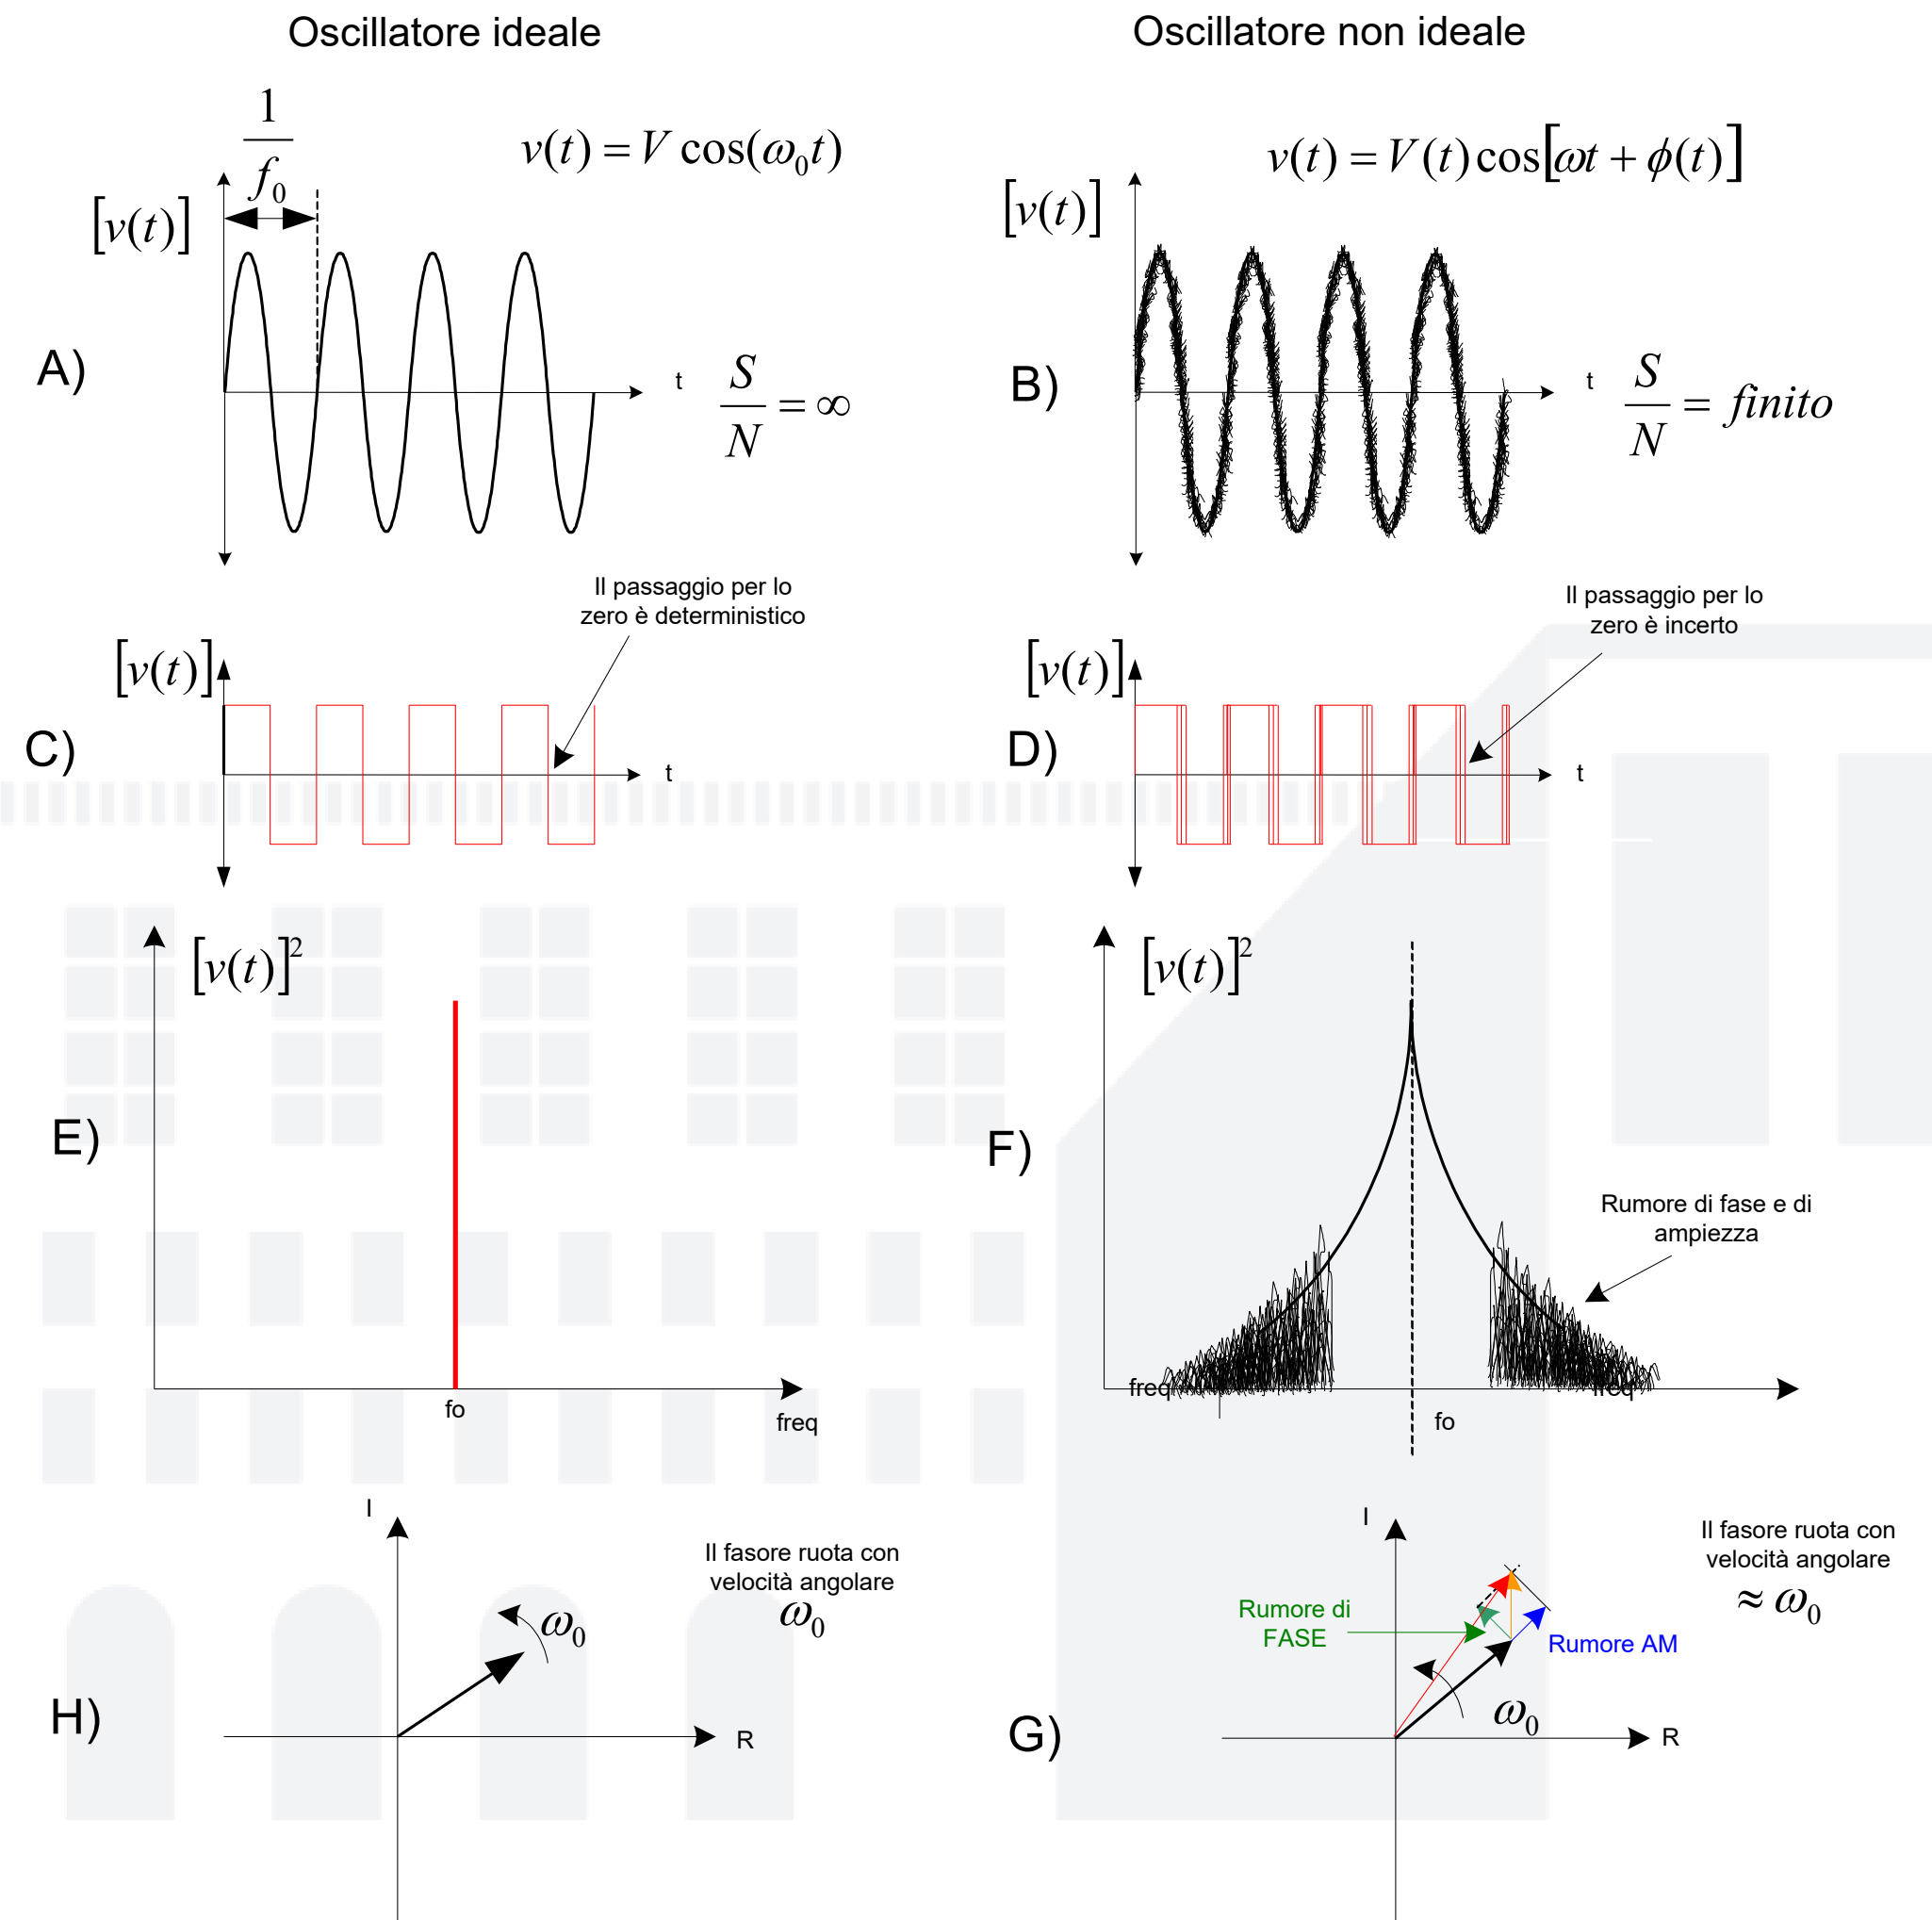 Oscillatore ideale
Oscillatore non ideale
1/f₀
v(t) = V cos(ω₀t)
v(t) = V(t)cos[ωt + ϕ(t)]
[v(t)]
[v(t)]
A)
t
S/N = ∞
B)
t
S/N = finito
Il passaggio per lo
zero è deterministico
Il passaggio per lo
zero è incerto
[v(t)]
[v(t)]
C)
t
D)
t
[v(t)]²
[v(t)]²
E)
F)
Rumore di fase e di
ampiezza
fo
freq
freq
freq
fo
I
Il fasore ruota con
velocità angolare
ω₀
ω₀
H)
R
I
Il fasore ruota con
velocità angolare
≈ ω₀
Rumore di
FASE
Rumore AM
ω₀
G)
R